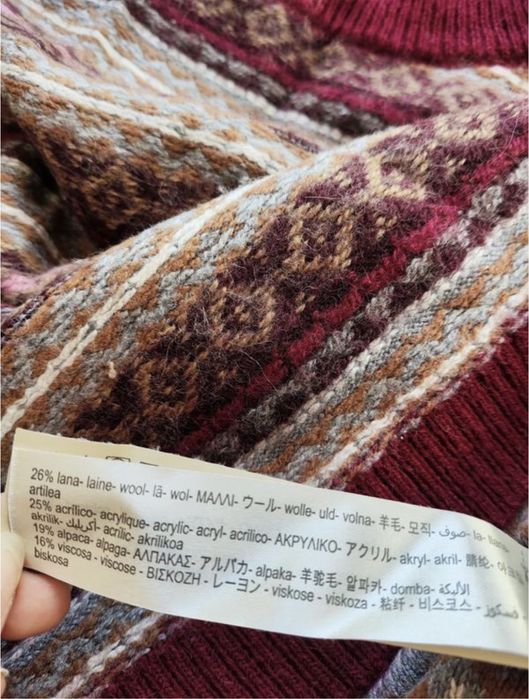 26% lana- laine- wool- lã- wol- ΜΑΛΛΙ- ウール- wolle- uld- volna- 羊毛- 모직- صوف- la-
artilea
25% acrílico- acrylique- acrylic- acryl- acrílico- ΑΚΡΥΛΙΚΟ- アクリル- akryl- akril- 腈纶-
akrilik- أكريليك- acrilic- akrilikoa
19% alpaca- alpaga- ΑΛΠΑΚΑΣ- アルパカ- alpaka- 羊驼毛- 알파카- domba- الألبكة
16% viscosa - viscose - ΒΙΣΚΟΖΗ - レーヨン - viskose - viskoza - 粘纤 - 비스코스 -
biskosa